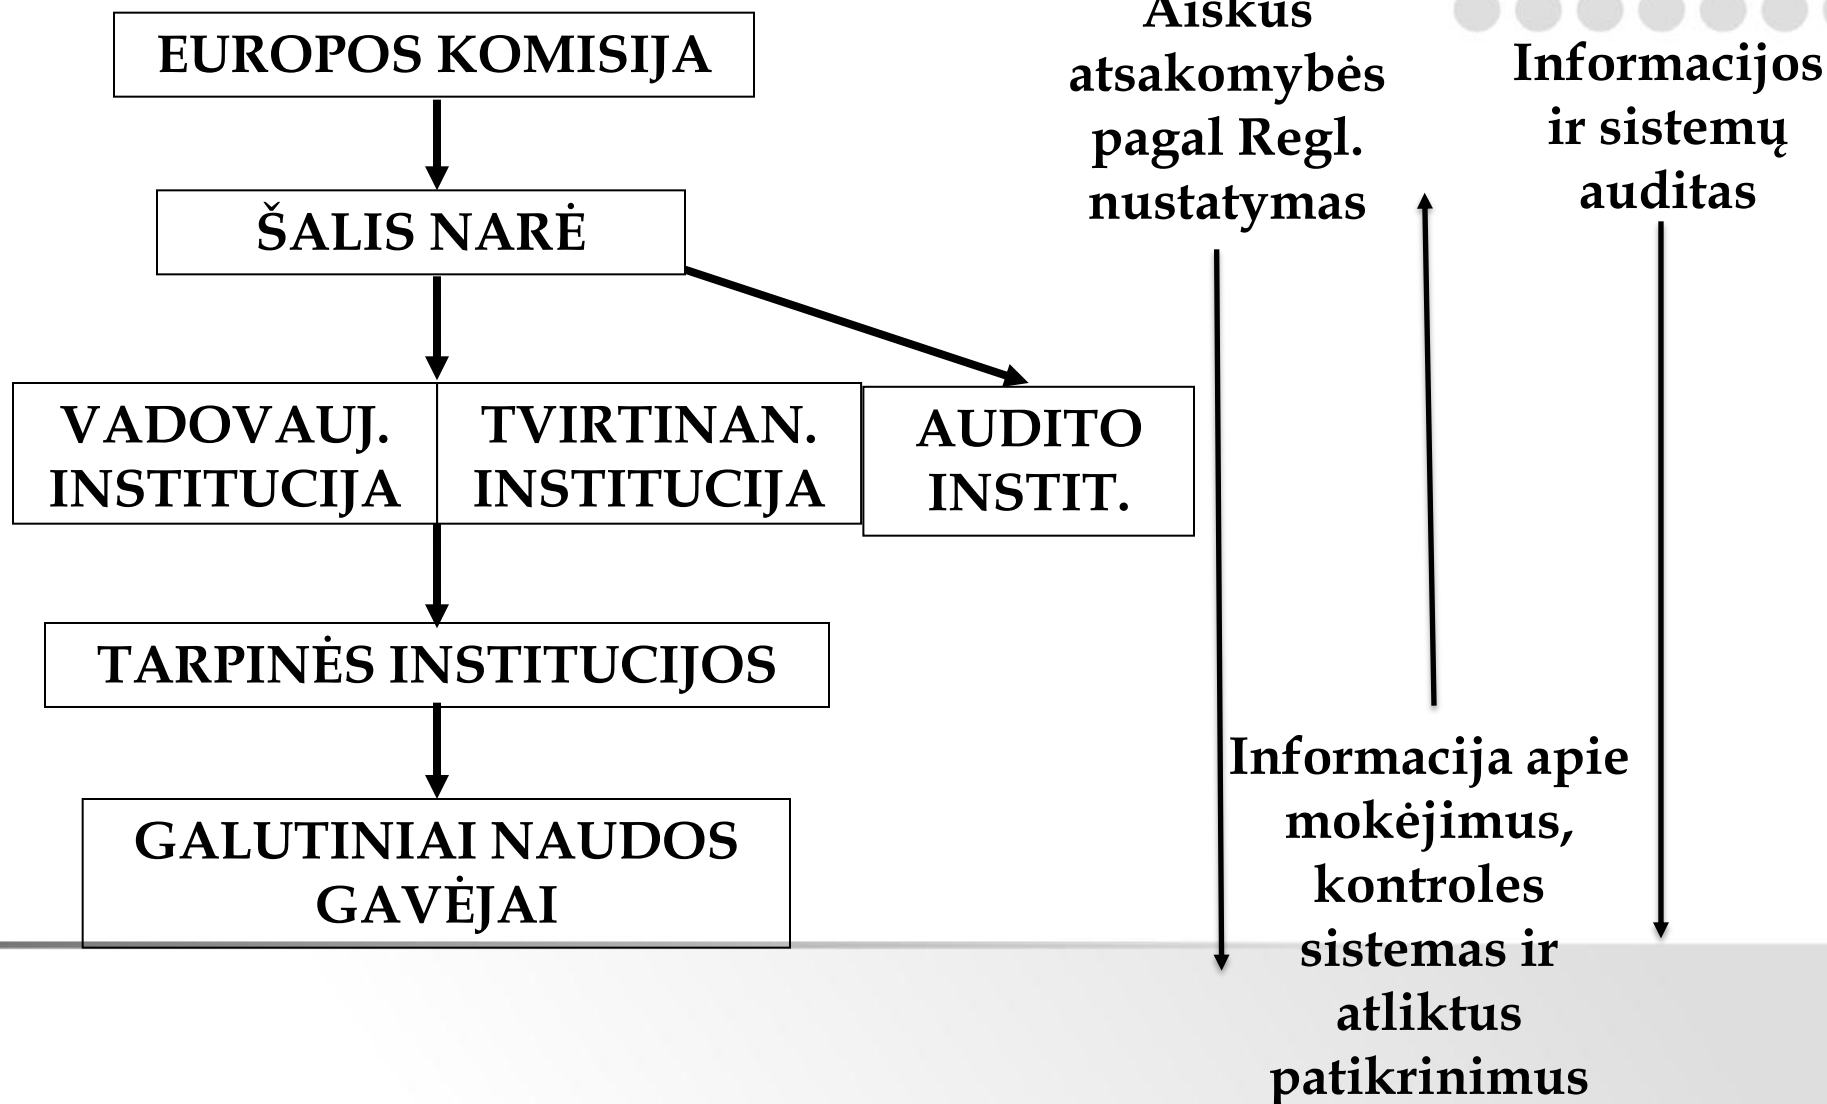 EUROPOS KOMISIJA
ŠALIS NARĖ
VADOVAUJ.
INSTITUCIJA
TVIRTINAN.
INSTITUCIJA
AUDITO
INSTIT.
TARPINĖS INSTITUCIJOS
GALUTINIAI NAUDOS
GAVĖJAI
Aiškus
atsakomybės
pagal Regl.
nustatymas
Informacijos
ir sistemų
auditas
Informacija apie
mokėjimus,
kontroles
sistemas ir
atliktus
patikrinimus